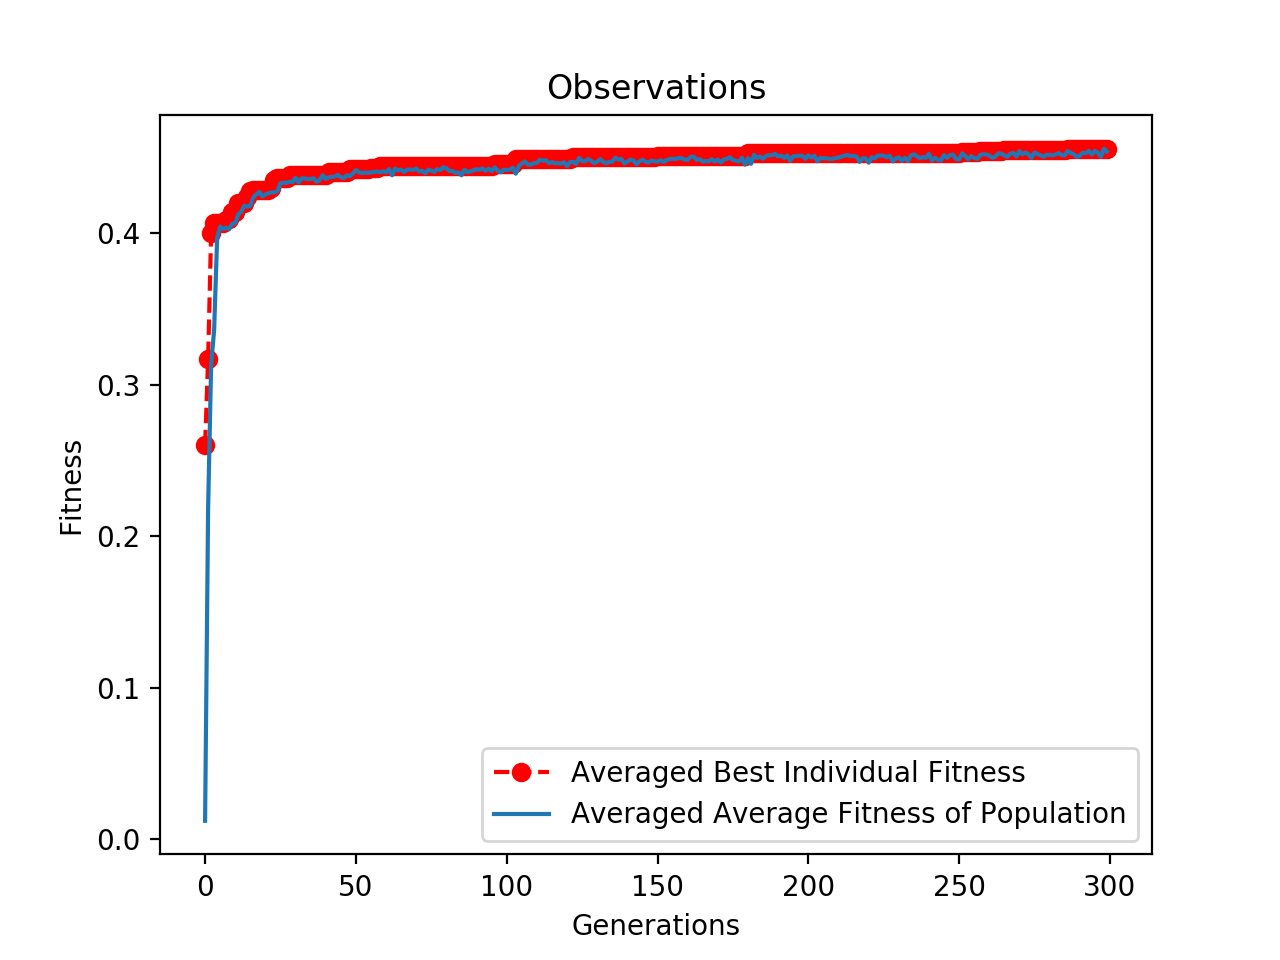 Observations
Fitness
0.4
0.3
0.2
0.1
0.0
Averaged Best Individual Fitness
Averaged Average Fitness of Population
0 50 100 150 200 250 300
Generations